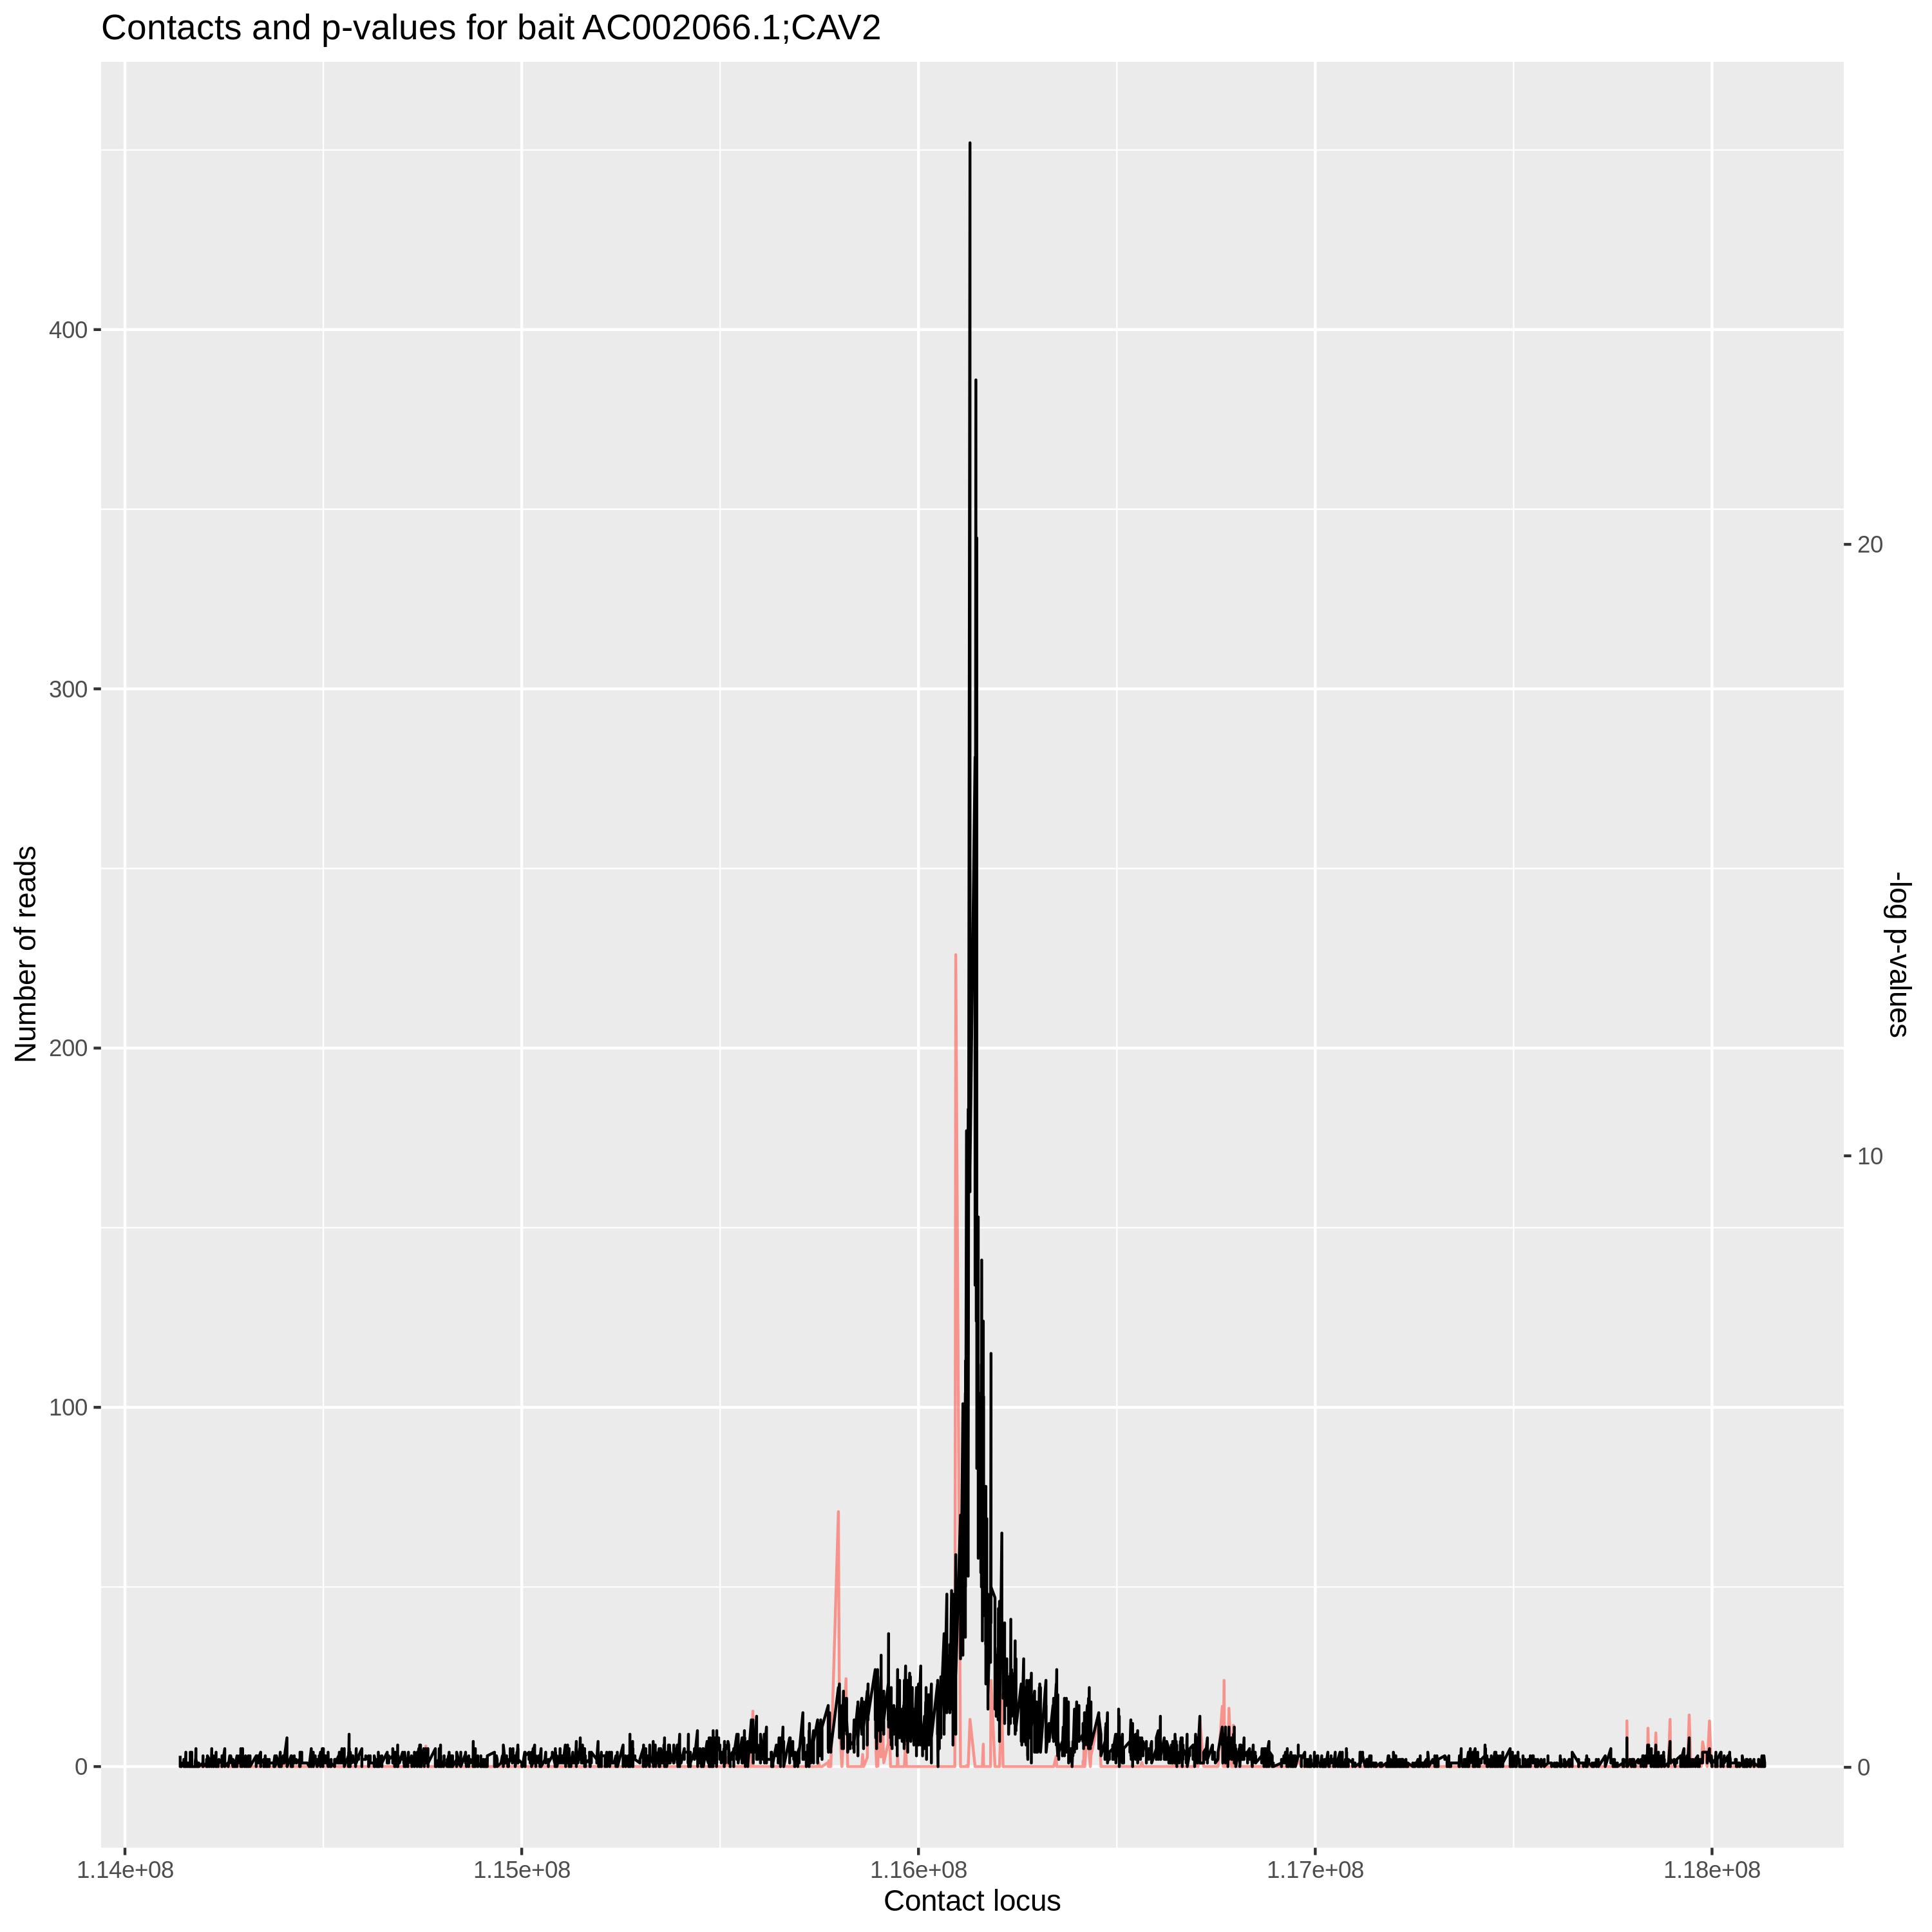 Contacts and p-values for bait AC002066.1;CAV2
400
300
200
100
0
Number of reads
20
10
0
-log p-values
1.14e+08
1.15e+08
1.16e+08
1.17e+08
1.18e+08
Contact locus